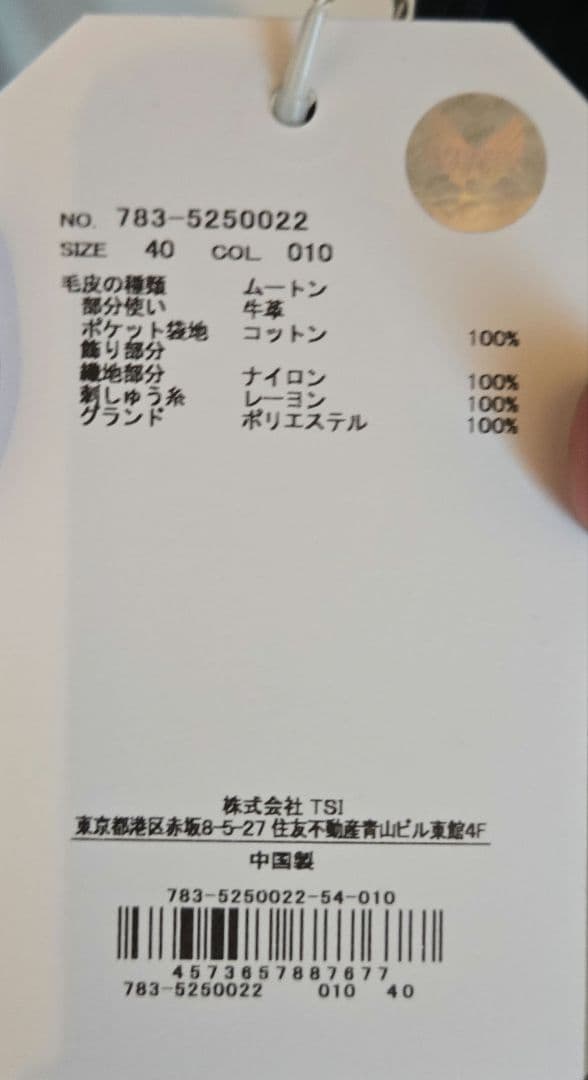 NO. 783-5250022
SIZE 40 COL 010
毛皮の種類 ムートン
部分使い 牛革
ポケット袋地 コットン 100%
飾り部分
織地部分 ナイロン 100%
刺しゅう糸 レーヨン 100%
グランド ポリエステル 100%
株式会社 TSI
東京都港区赤坂8-5-27 住友不動産青山ビル東館4F
中国製
783-5250022-54-010
4573657887677
783-5250022 010 40